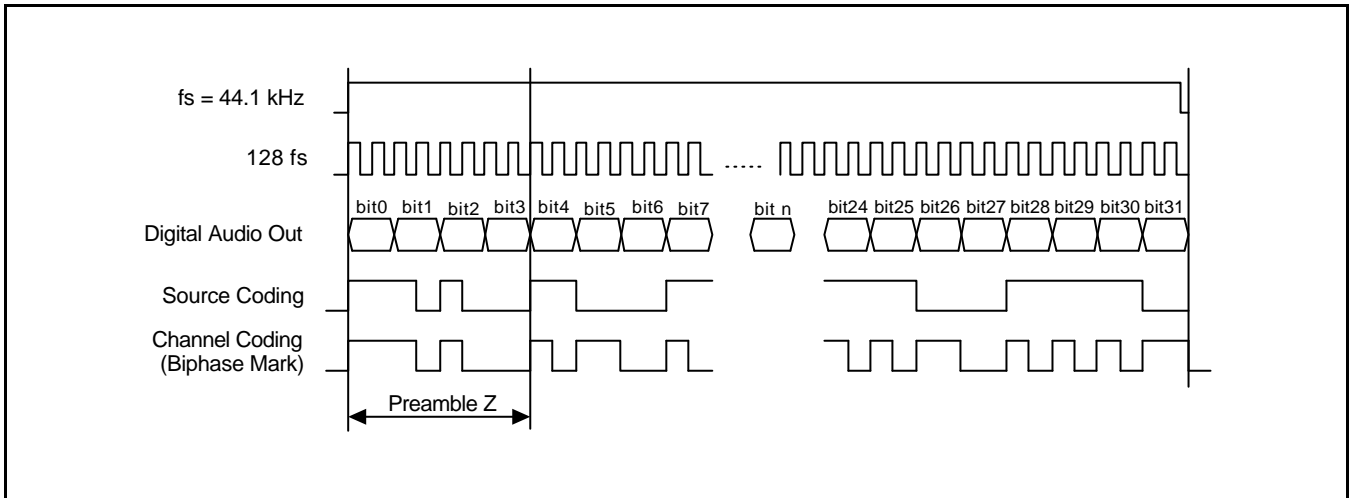 fs = 44.1 kHz
128 fs
.....
bit0 bit1 bit2 bit3 bit4 bit5 bit6 bit7 bit n bit24 bit25 bit26 bit27 bit28 bit29 bit30 bit31
Digital Audio Out
Source Coding
Channel Coding
(Biphase Mark)
Preamble Z